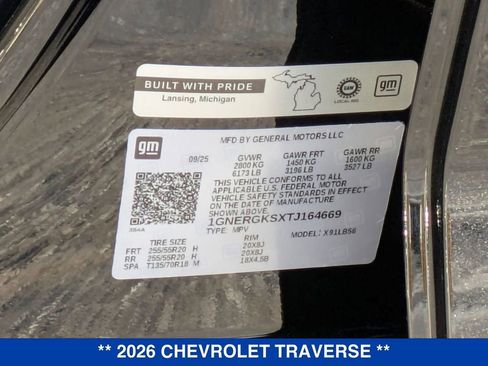 BUILT WITH PRIDE
Lansing, Michigan
UAW
LOCAL 602
gm
gm
MFD BY GENERAL MOTORS LLC
09/25 GVWR GAWR FRT GAWR RR
2800 KG 1450 KG 1600 KG
6173 LB 3196 LB 3527 LB
THIS VEHICLE CONFORMS TO ALL APPLICABLE
U.S. FEDERAL MOTOR
VEHICLE SAFETY STANDARDS IN EFFECT
ON THE DATE OF MANUFACTURE
SHOWN ABOVE.
1GNERGKSXTJ164669
TYPE: MPV MODEL: X91LB56
TIRE SIZE RIM
FRT 255/55R20 H 20X8J
RR 255/55R20 H 20X8J
SPA T135/70R18 M 18X4.5B
** 2026 CHEVROLET TRAVERSE **